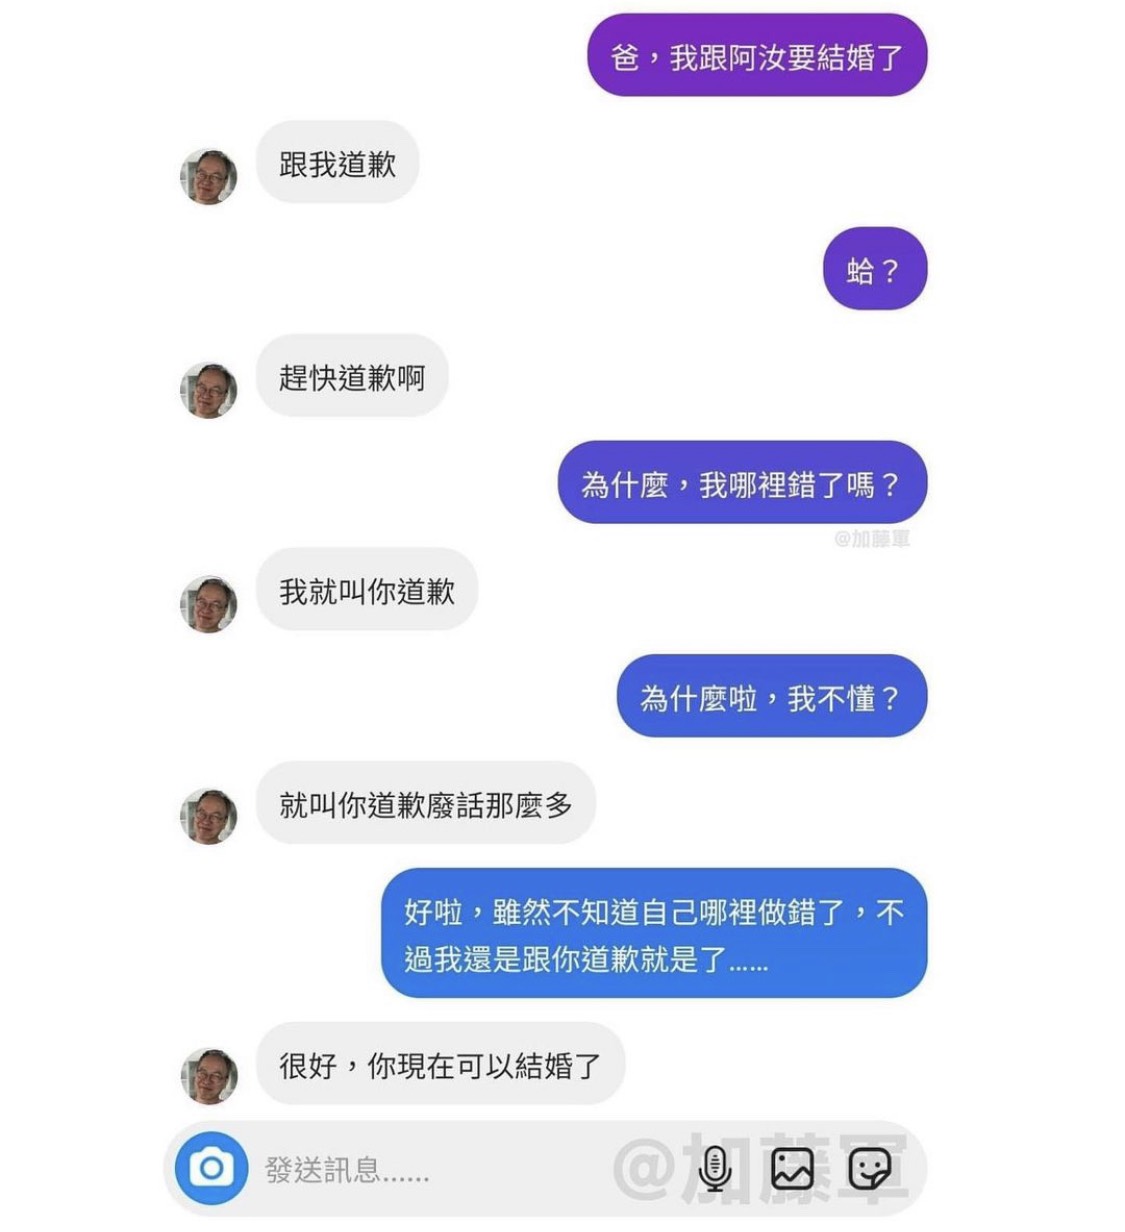 爸，我跟阿汝要結婚了
跟我道歉
蛤？
趕快道歉啊
為什麼，我哪裡錯了嗎？
@加藤軍
我就叫你道歉
為什麼啦，我不懂？
就叫你道歉廢話那麼多
好啦，雖然不知道自己哪裡做錯了，不
過我還是跟你道歉就是了......
很好，你現在可以結婚了
發送訊息......
@加藤軍